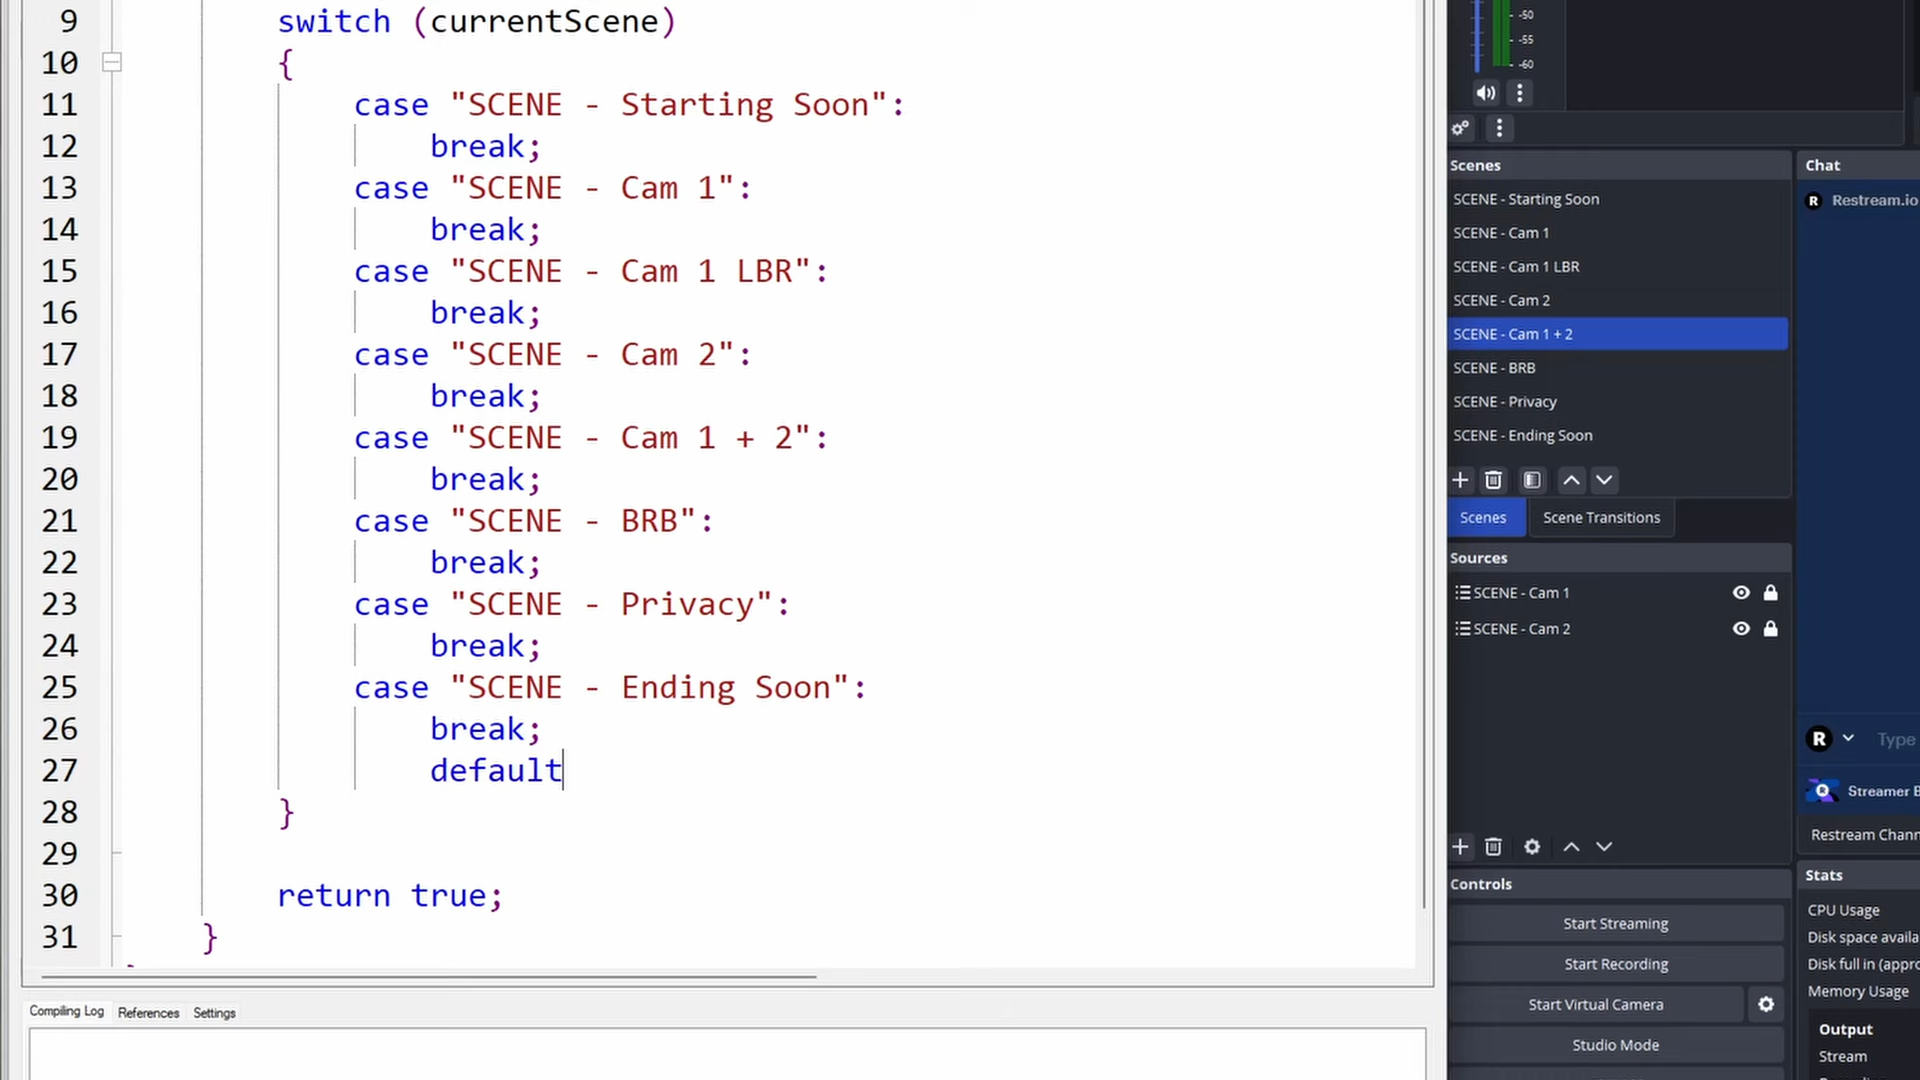 9 switch (currentScene)
10 {
11 case "SCENE - Starting Soon":
12 break;
13 case "SCENE - Cam 1":
14 break;
15 case "SCENE - Cam 1 LBR":
16 break;
17 case "SCENE - Cam 2":
18 break;
19 case "SCENE - Cam 1 + 2":
20 break;
21 case "SCENE - BRB":
22 break;
23 case "SCENE - Privacy":
24 break;
25 case "SCENE - Ending Soon":
26 break;
27 default
28 }
29
30 return true;
31 }
Compiling Log References Settings
-50
-55
-60
Scenes
SCENE - Starting Soon
SCENE - Cam 1
SCENE - Cam 1 LBR
SCENE - Cam 2
SCENE - Cam 1 + 2
SCENE - BRB
SCENE - Privacy
SCENE - Ending Soon
Scenes Scene Transitions
Sources
SCENE - Cam 1
SCENE - Cam 2
Controls
Start Streaming
Start Recording
Start Virtual Camera
Studio Mode
Chat
R Restream.io
R Type
Streamer B
Restream Chann
Stats
CPU Usage
Disk space availa
Disk full in (appro
Memory Usage
Output
Stream